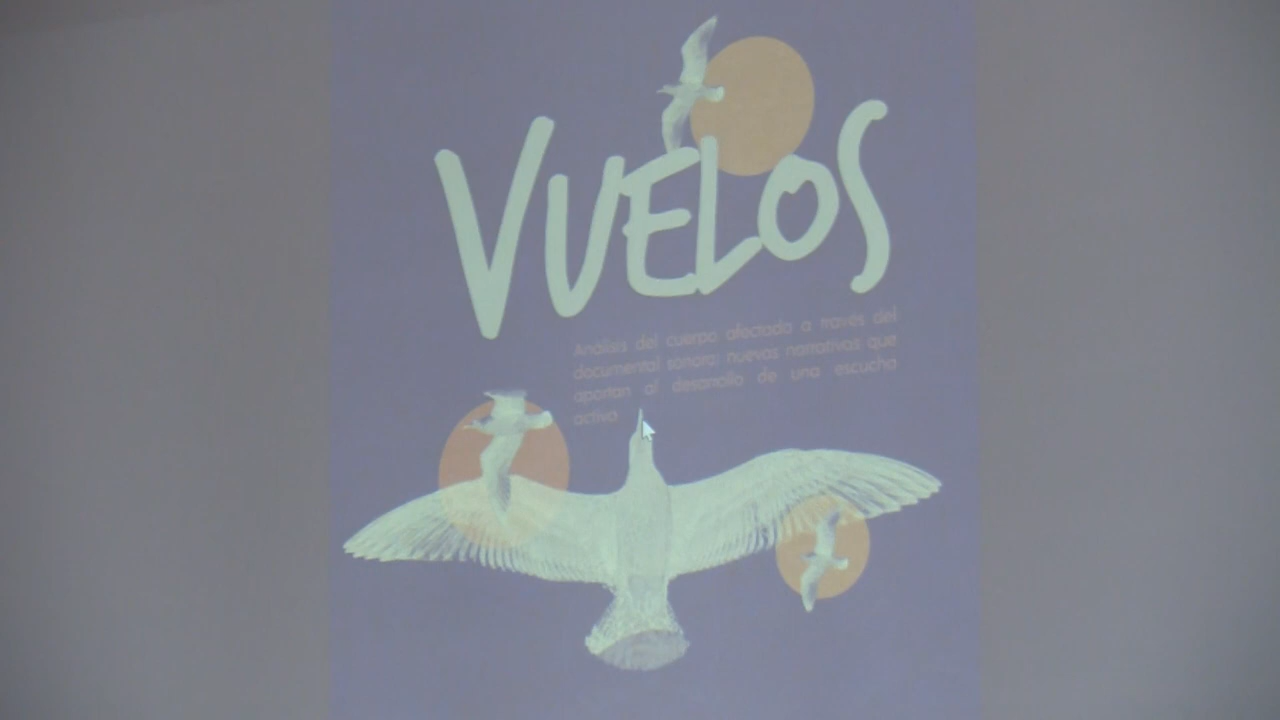 VUELOS
Análisis del cuerpo afectado a través del
documental sonoro: nuevas narrativas que
aportan al desarrollo de una escucha
activa